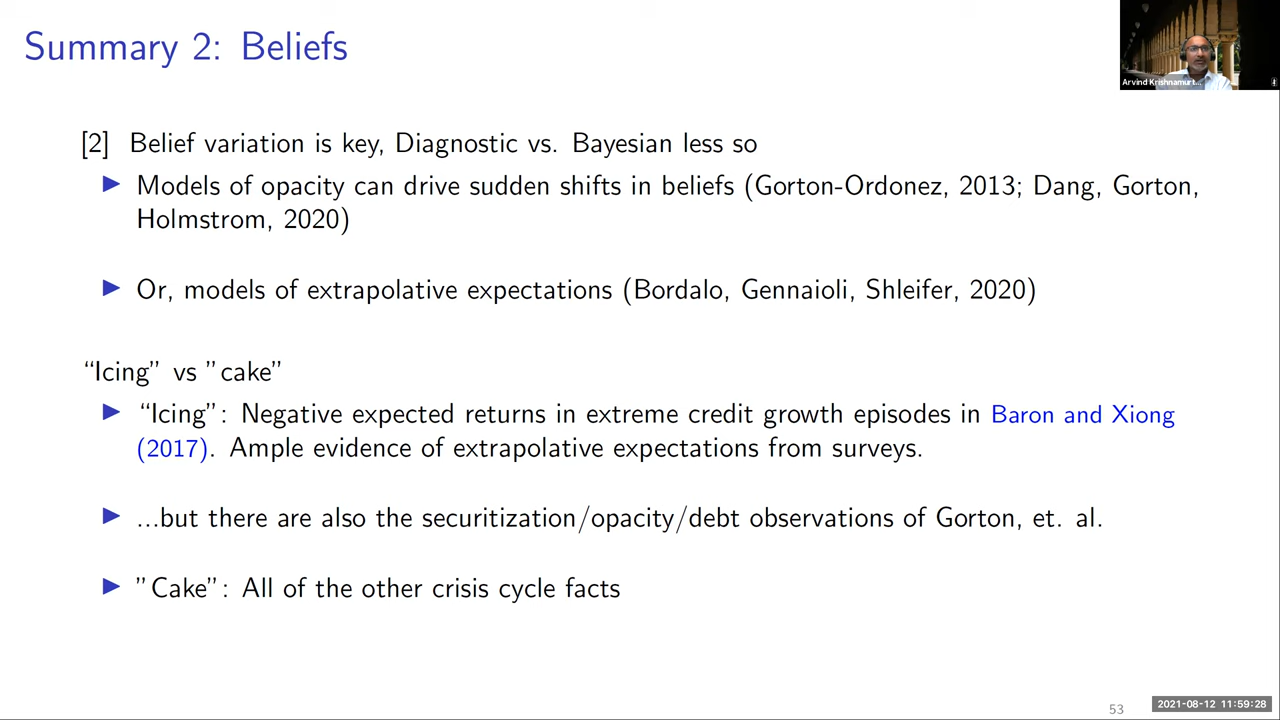 Summary 2: Beliefs
Arvind Krishnamurt...
[2] Belief variation is key, Diagnostic vs. Bayesian less so
▶ Models of opacity can drive sudden shifts in beliefs (Gorton-Ordonez, 2013; Dang, Gorton,
Holmstrom, 2020)
▶ Or, models of extrapolative expectations (Bordalo, Gennaioli, Shleifer, 2020)
“Icing” vs ”cake”
▶ “Icing”: Negative expected returns in extreme credit growth episodes in Baron and Xiong
(2017). Ample evidence of extrapolative expectations from surveys.
▶ ...but there are also the securitization/opacity/debt observations of Gorton, et. al.
▶ ”Cake”: All of the other crisis cycle facts
53
2021-08-12 11:59:28